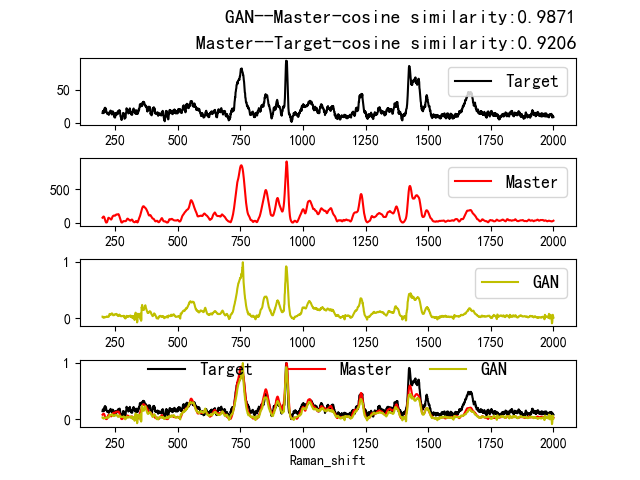 GAN--Master-cosine similarity:0.9871
Master--Target-cosine similarity:0.9206
50
0
Target
250 500 750 1000 1250 1500 1750 2000
500
0
Master
250 500 750 1000 1250 1500 1750 2000
1
0
GAN
250 500 750 1000 1250 1500 1750 2000
1
0
Target Master GAN
250 500 750 1000 1250 1500 1750 2000
Raman_shift